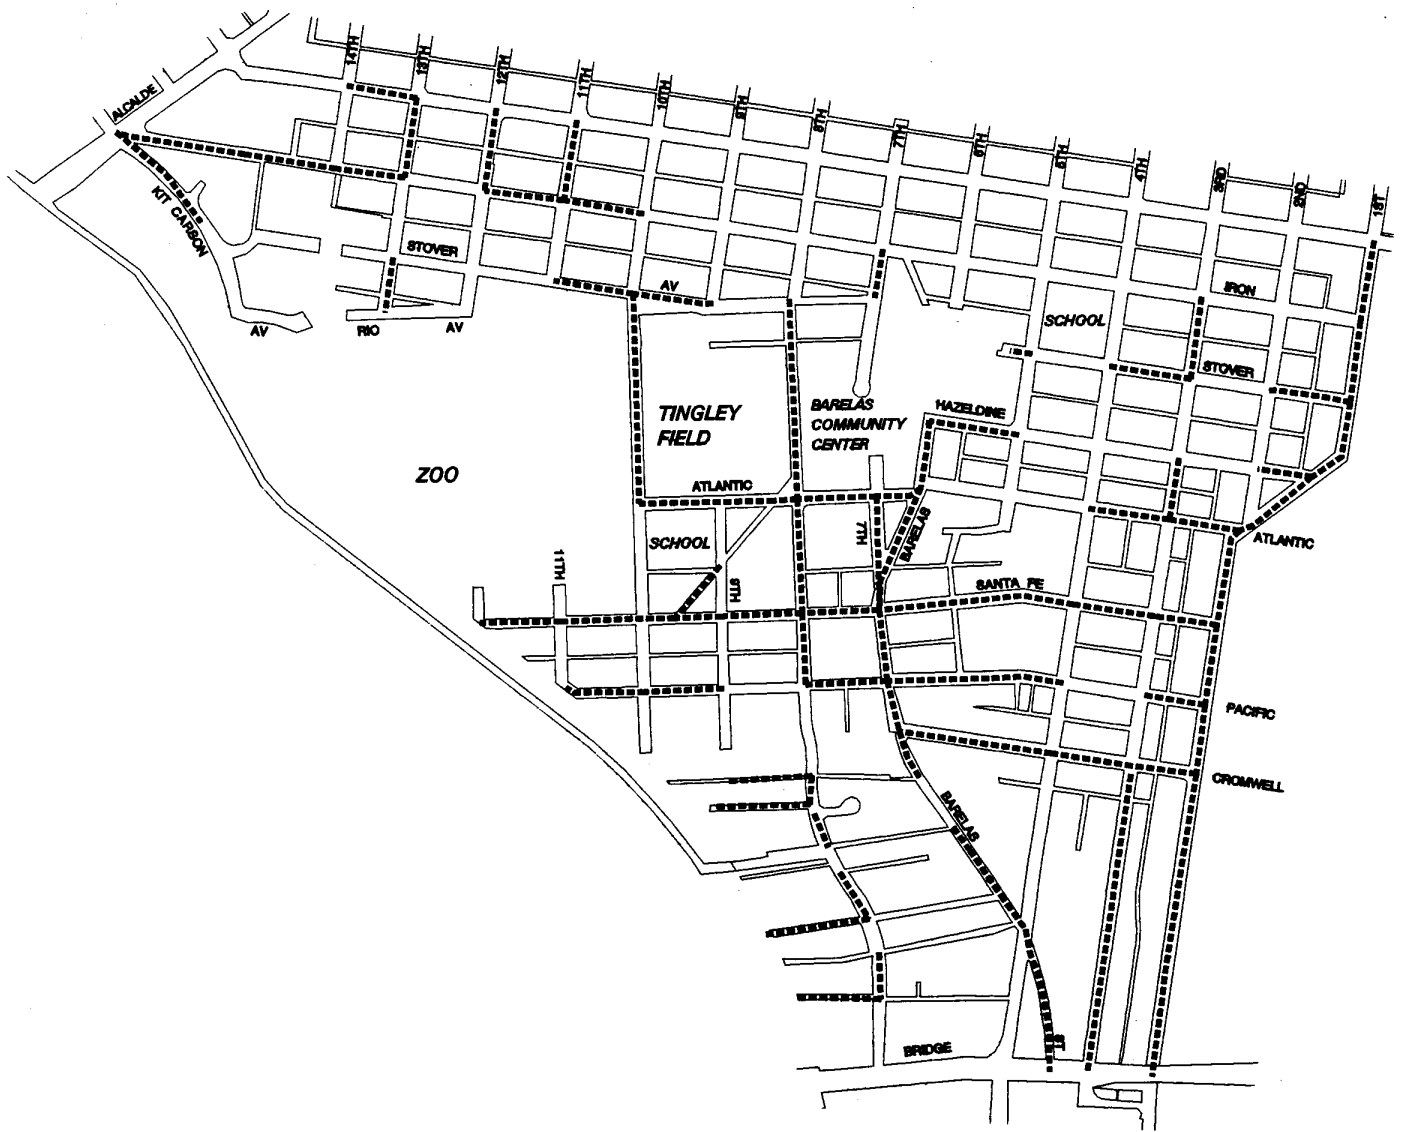 14TH
13TH
12TH
11TH
10TH
9TH
8TH
7TH
6TH
5TH
4TH
3RD
2ND
1ST
ALCALDE
KIT CARSON
AV
STOVER
AV
RIO
AV
IRON
SCHOOL
STOVER
TINGLEY
FIELD
BARELAS
COMMUNITY
CENTER
HAZELDINE
ZOO
ATLANTIC
7TH
BARELAS
ATLANTIC
SCHOOL
11TH
9TH
SANTA FE
PACIFIC
CROMWELL
BARELAS
ST
BRIDGE